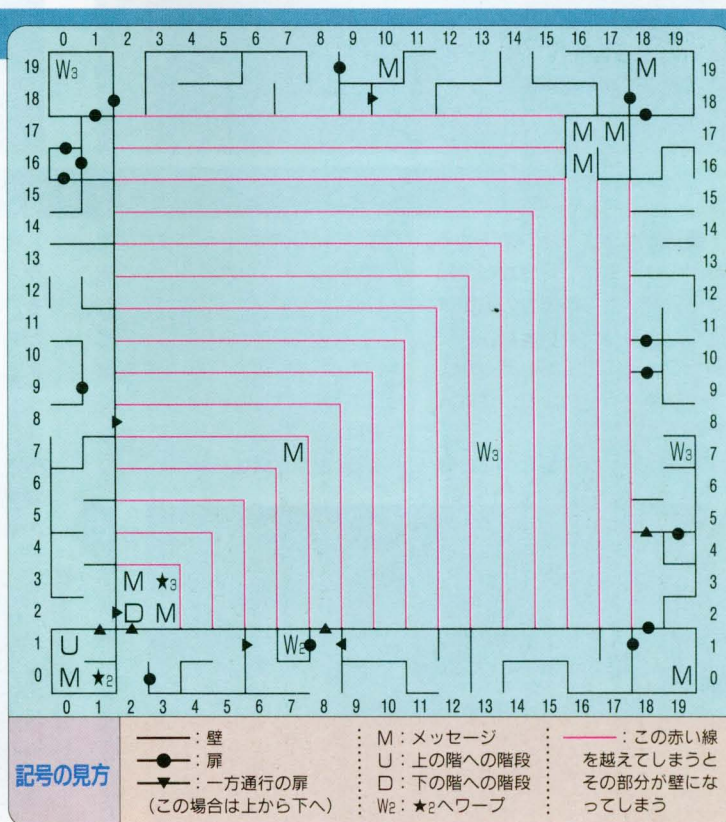 0 1 2 3 4 5 6 7 8 9 10 11 12 13 14 15 16 17 18 19
19 W3 M M 19
18 18
17 M M 17
16 M 16
15 15
14 14
13 13
12 12
11 11
10 10
9 9
8 8
7 M W3 W3 7
6 6
5 5
4 4
3 M ★3 3
2 D M 2
1 U W2 1
0 M ★2 M 0
0 1 2 3 4 5 6 7 8 9 10 11 12 13 14 15 16 17 18 19
記号の見方
:壁
:扉
:一方通行の扉
(この場合は上から下へ)
M:メッセージ
U:上の階への階段
D:下の階への階段
W2:★2へワープ
:この赤い線
を越えてしまうと
その部分が壁にな
ってしまう